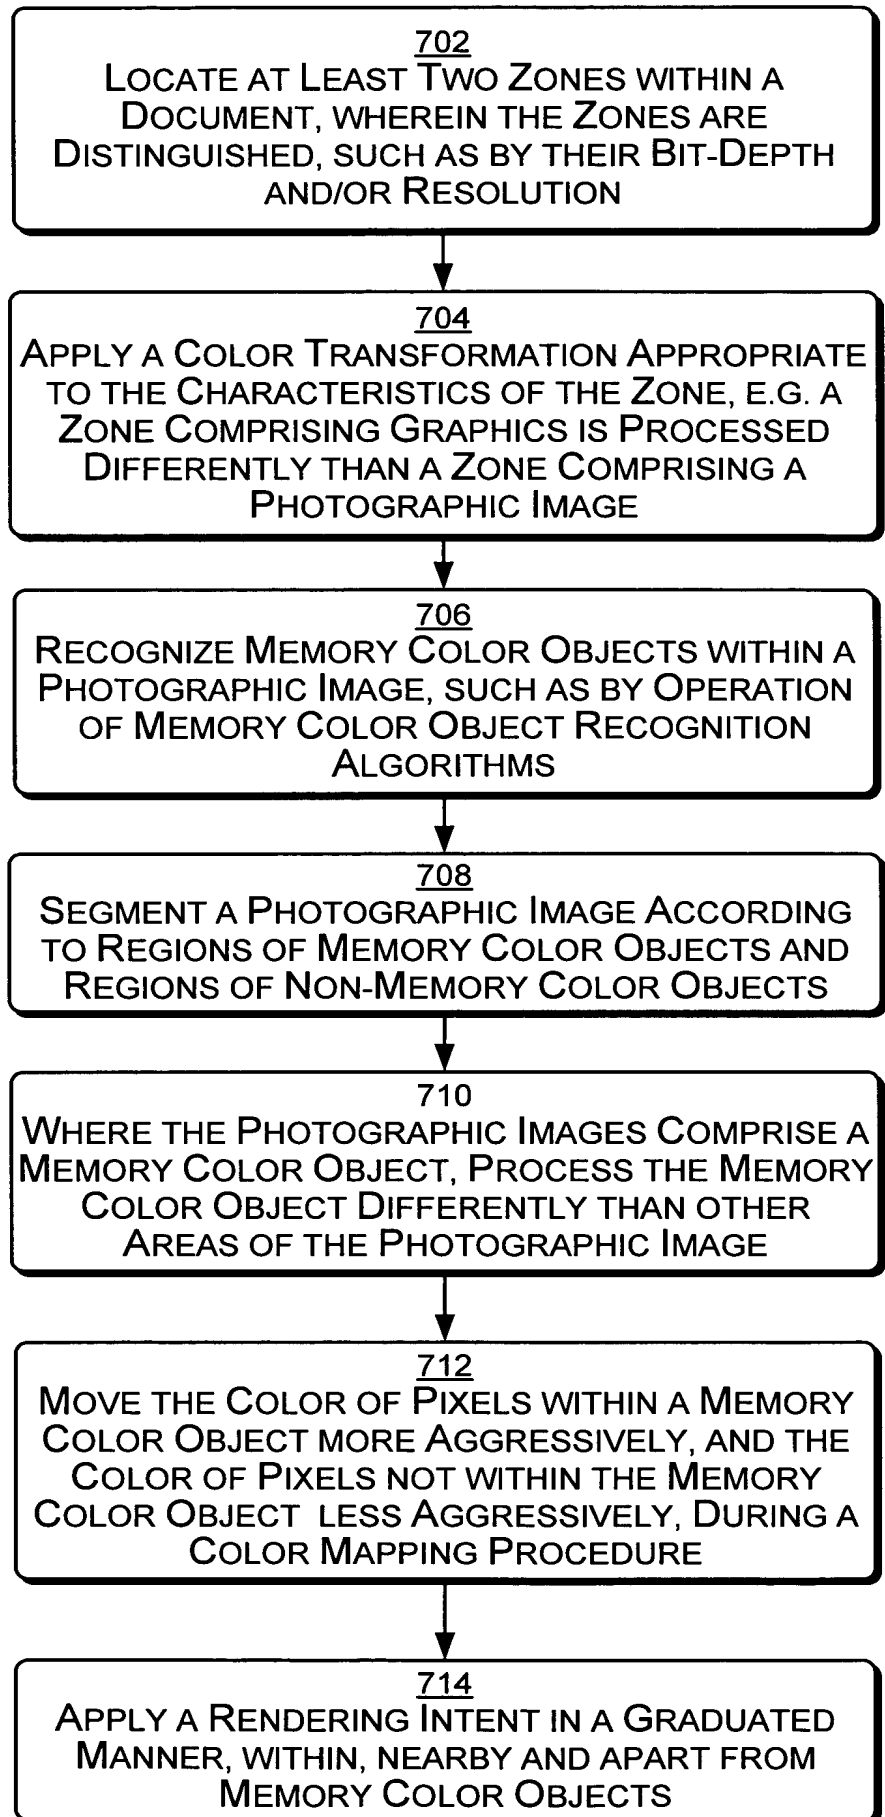 702
LOCATE AT LEAST TWO ZONES WITHIN A
DOCUMENT, WHEREIN THE ZONES ARE
DISTINGUISHED, SUCH AS BY THEIR BIT-DEPTH
AND/OR RESOLUTION
704
APPLY A COLOR TRANSFORMATION APPROPRIATE
TO THE CHARACTERISTICS OF THE ZONE, E.G. A
ZONE COMPRISING GRAPHICS IS PROCESSED
DIFFERENTLY THAN A ZONE COMPRISING A
PHOTOGRAPHIC IMAGE
706
RECOGNIZE MEMORY COLOR OBJECTS WITHIN A
PHOTOGRAPHIC IMAGE, SUCH AS BY OPERATION
OF MEMORY COLOR OBJECT RECOGNITION
ALGORITHMS
708
SEGMENT A PHOTOGRAPHIC IMAGE ACCORDING
TO REGIONS OF MEMORY COLOR OBJECTS AND
REGIONS OF NON-MEMORY COLOR OBJECTS
710
WHERE THE PHOTOGRAPHIC IMAGES COMPRISE A
MEMORY COLOR OBJECT, PROCESS THE MEMORY
COLOR OBJECT DIFFERENTLY THAN OTHER
AREAS OF THE PHOTOGRAPHIC IMAGE
712
MOVE THE COLOR OF PIXELS WITHIN A MEMORY
COLOR OBJECT MORE AGGRESSIVELY, AND THE
COLOR OF PIXELS NOT WITHIN THE MEMORY
COLOR OBJECT LESS AGGRESSIVELY, DURING A
COLOR MAPPING PROCEDURE
714
APPLY A RENDERING INTENT IN A GRADUATED
MANNER, WITHIN, NEARBY AND APART FROM
MEMORY COLOR OBJECTS